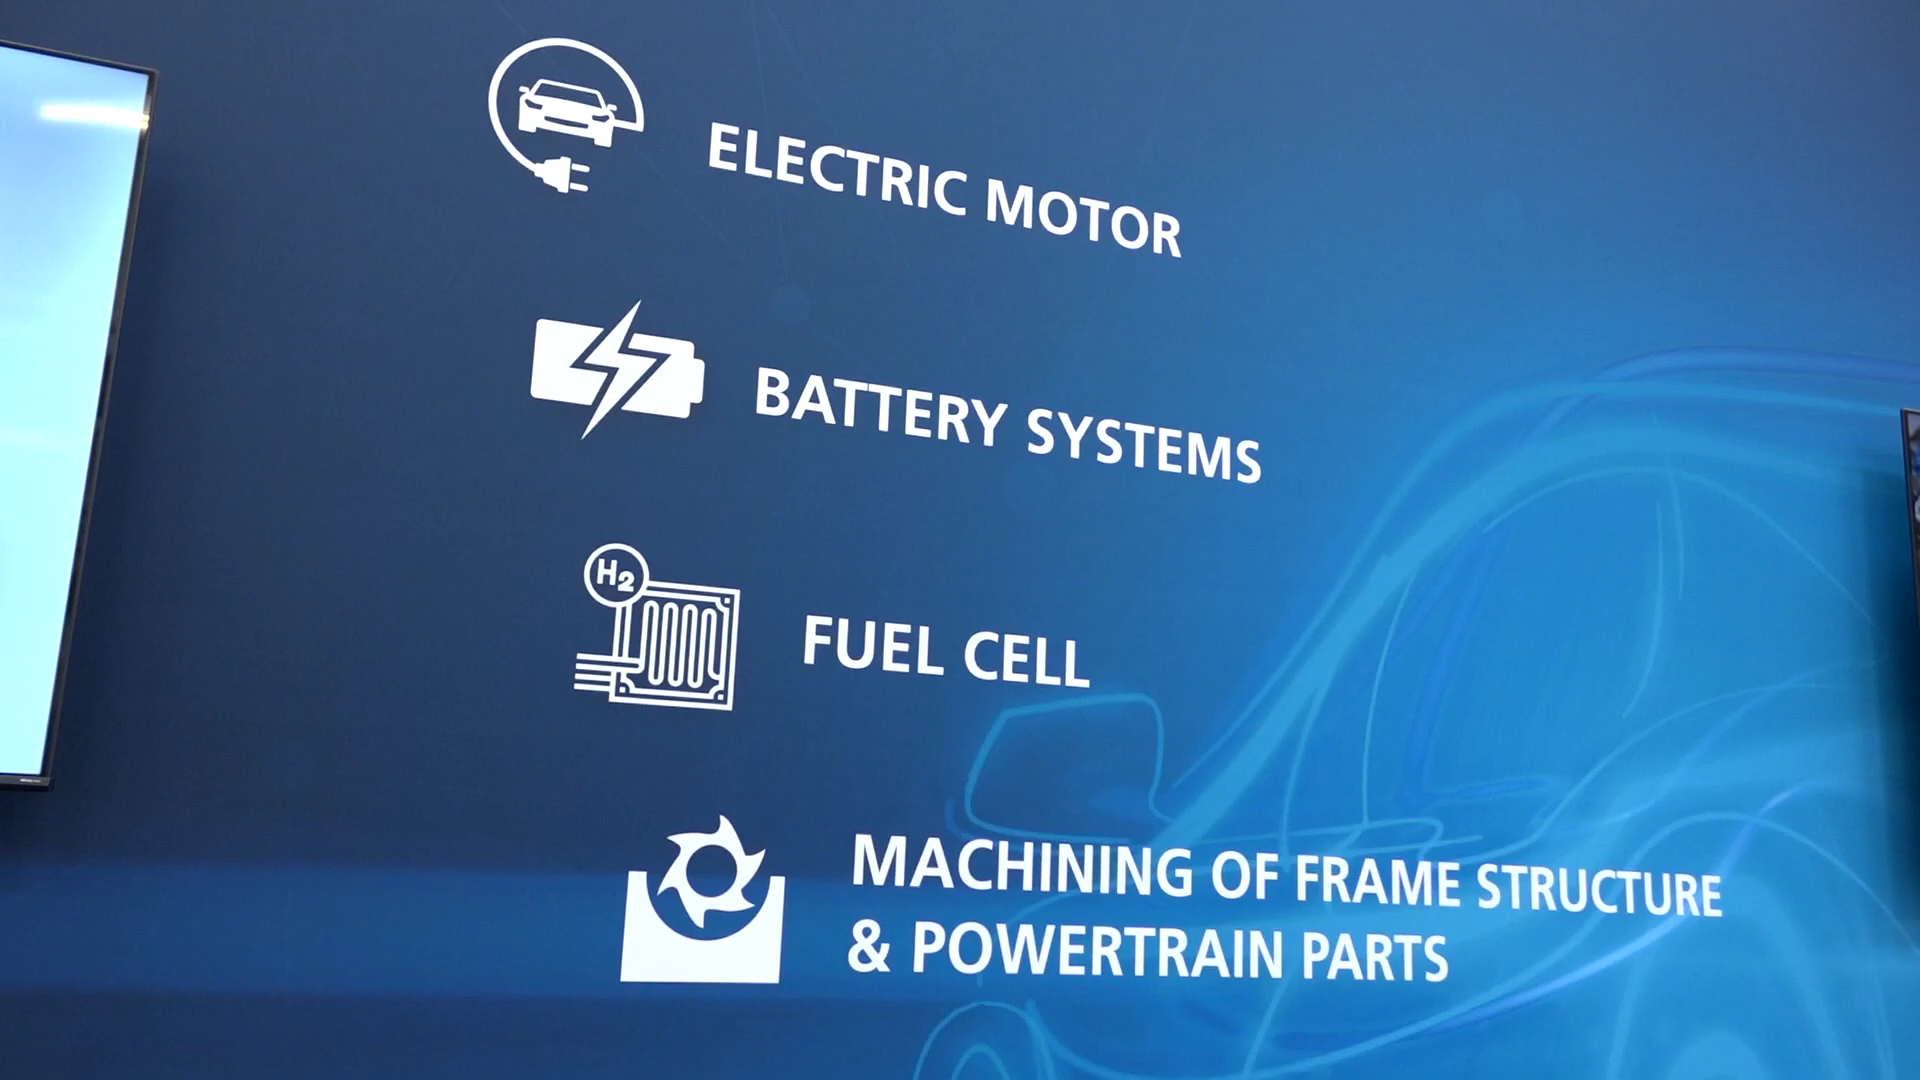 ELECTRIC MOTOR
BATTERY SYSTEMS
H2
FUEL CELL
MACHINING OF FRAME STRUCTURE
& POWERTRAIN PARTS